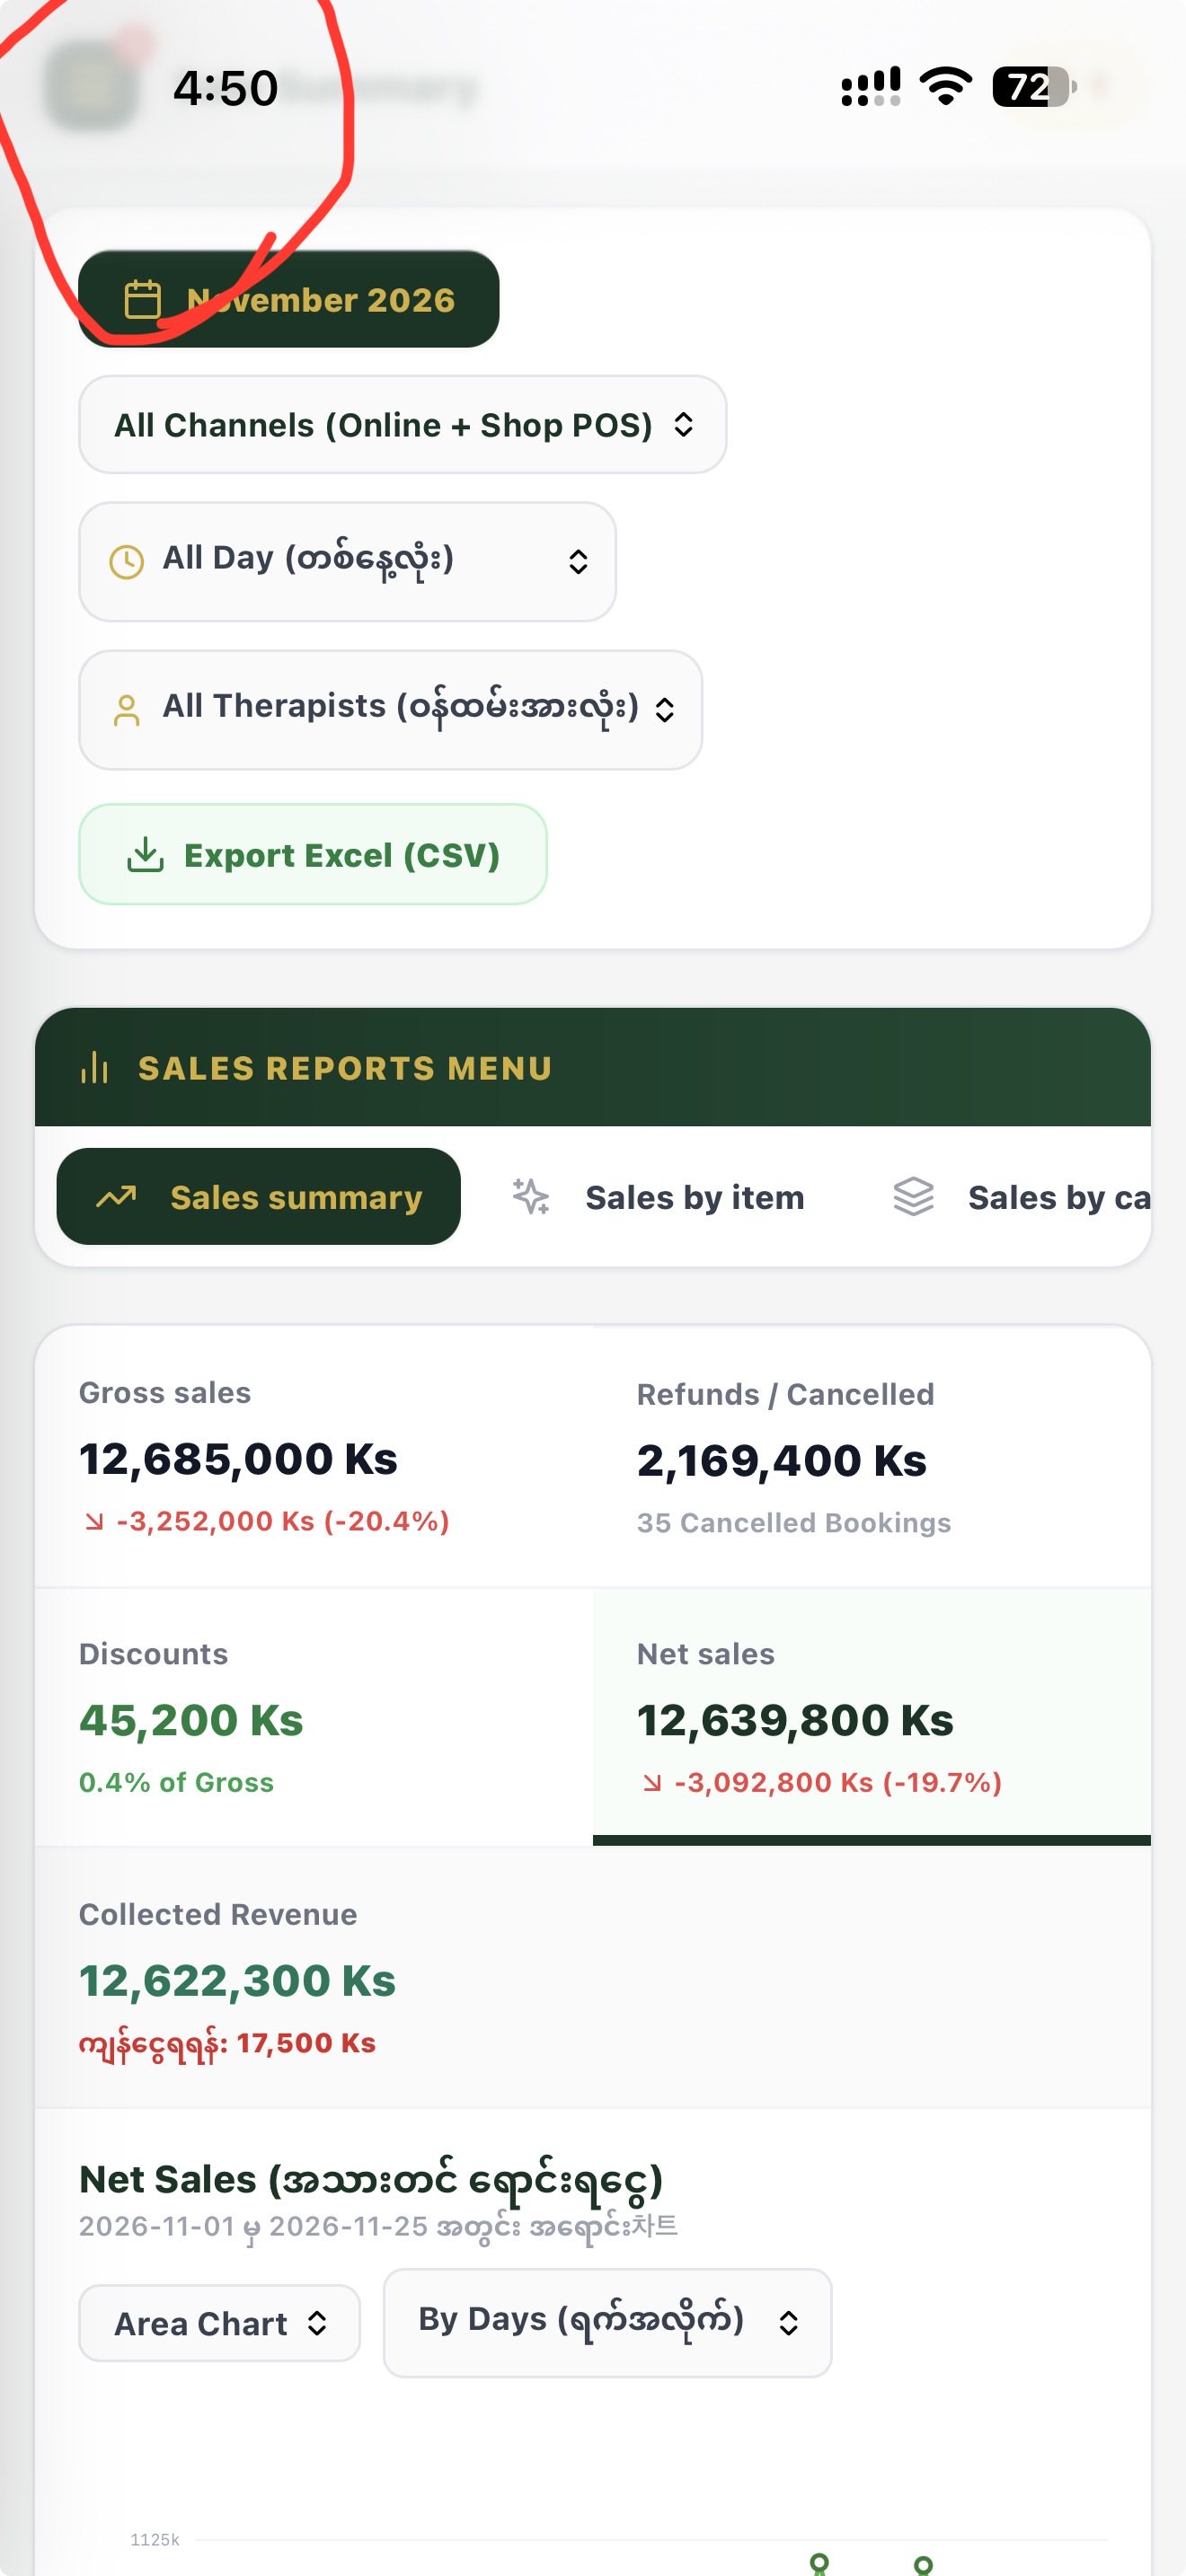 4:50
72
November 2026
All Channels (Online + Shop POS)
All Day (တစ်နေ့လုံး)
All Therapists (ဝန်ထမ်းအားလုံး)
Export Excel (CSV)
SALES REPORTS MENU
Sales summary
Sales by item
Sales by ca
Gross sales
12,685,000 Ks
-3,252,000 Ks (-20.4%)
Refunds / Cancelled
2,169,400 Ks
35 Cancelled Bookings
Discounts
45,200 Ks
0.4% of Gross
Net sales
12,639,800 Ks
-3,092,800 Ks (-19.7%)
Collected Revenue
12,622,300 Ks
ကျန်ငွေရရန်: 17,500 Ks
Net Sales (အသားတင် ရောင်းရငွေ)
2026-11-01 မှ 2026-11-25 အတွင်း အရောင်း차트
Area Chart
By Days (ရက်အလိုက်)
1125k